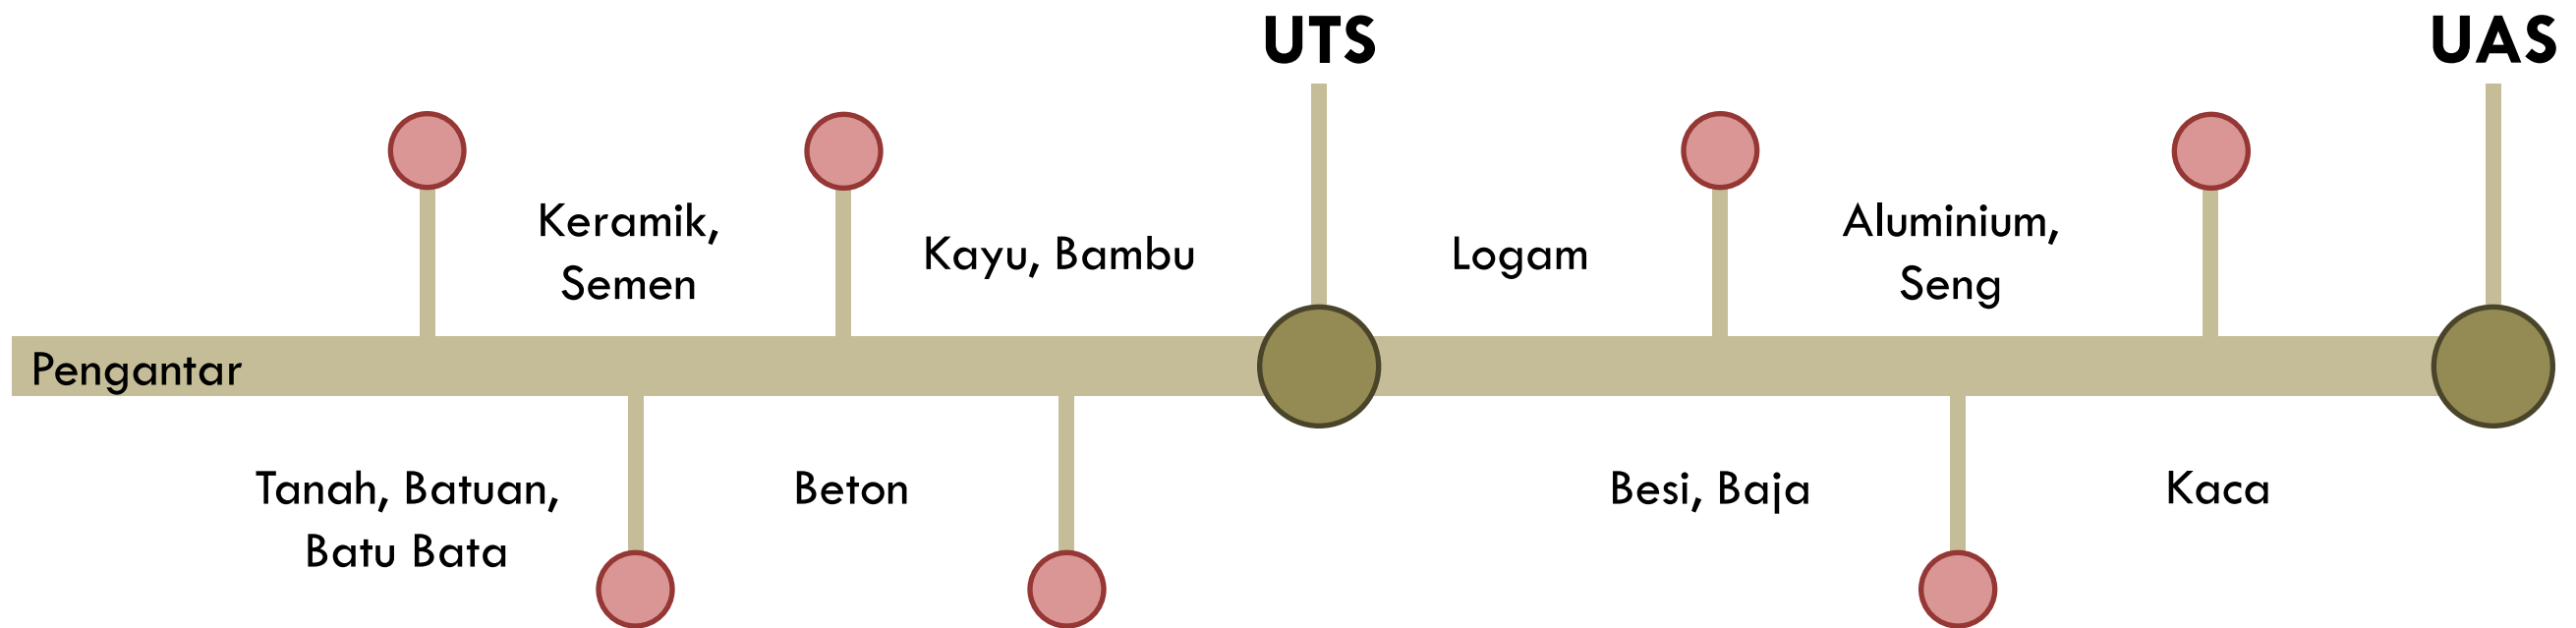 UTS
UAS
Keramik,
Semen
Kayu, Bambu
Logam
Aluminium,
Seng
Pengantar
Tanah, Batuan,
Batu Bata
Beton
Besi, Baja
Kaca